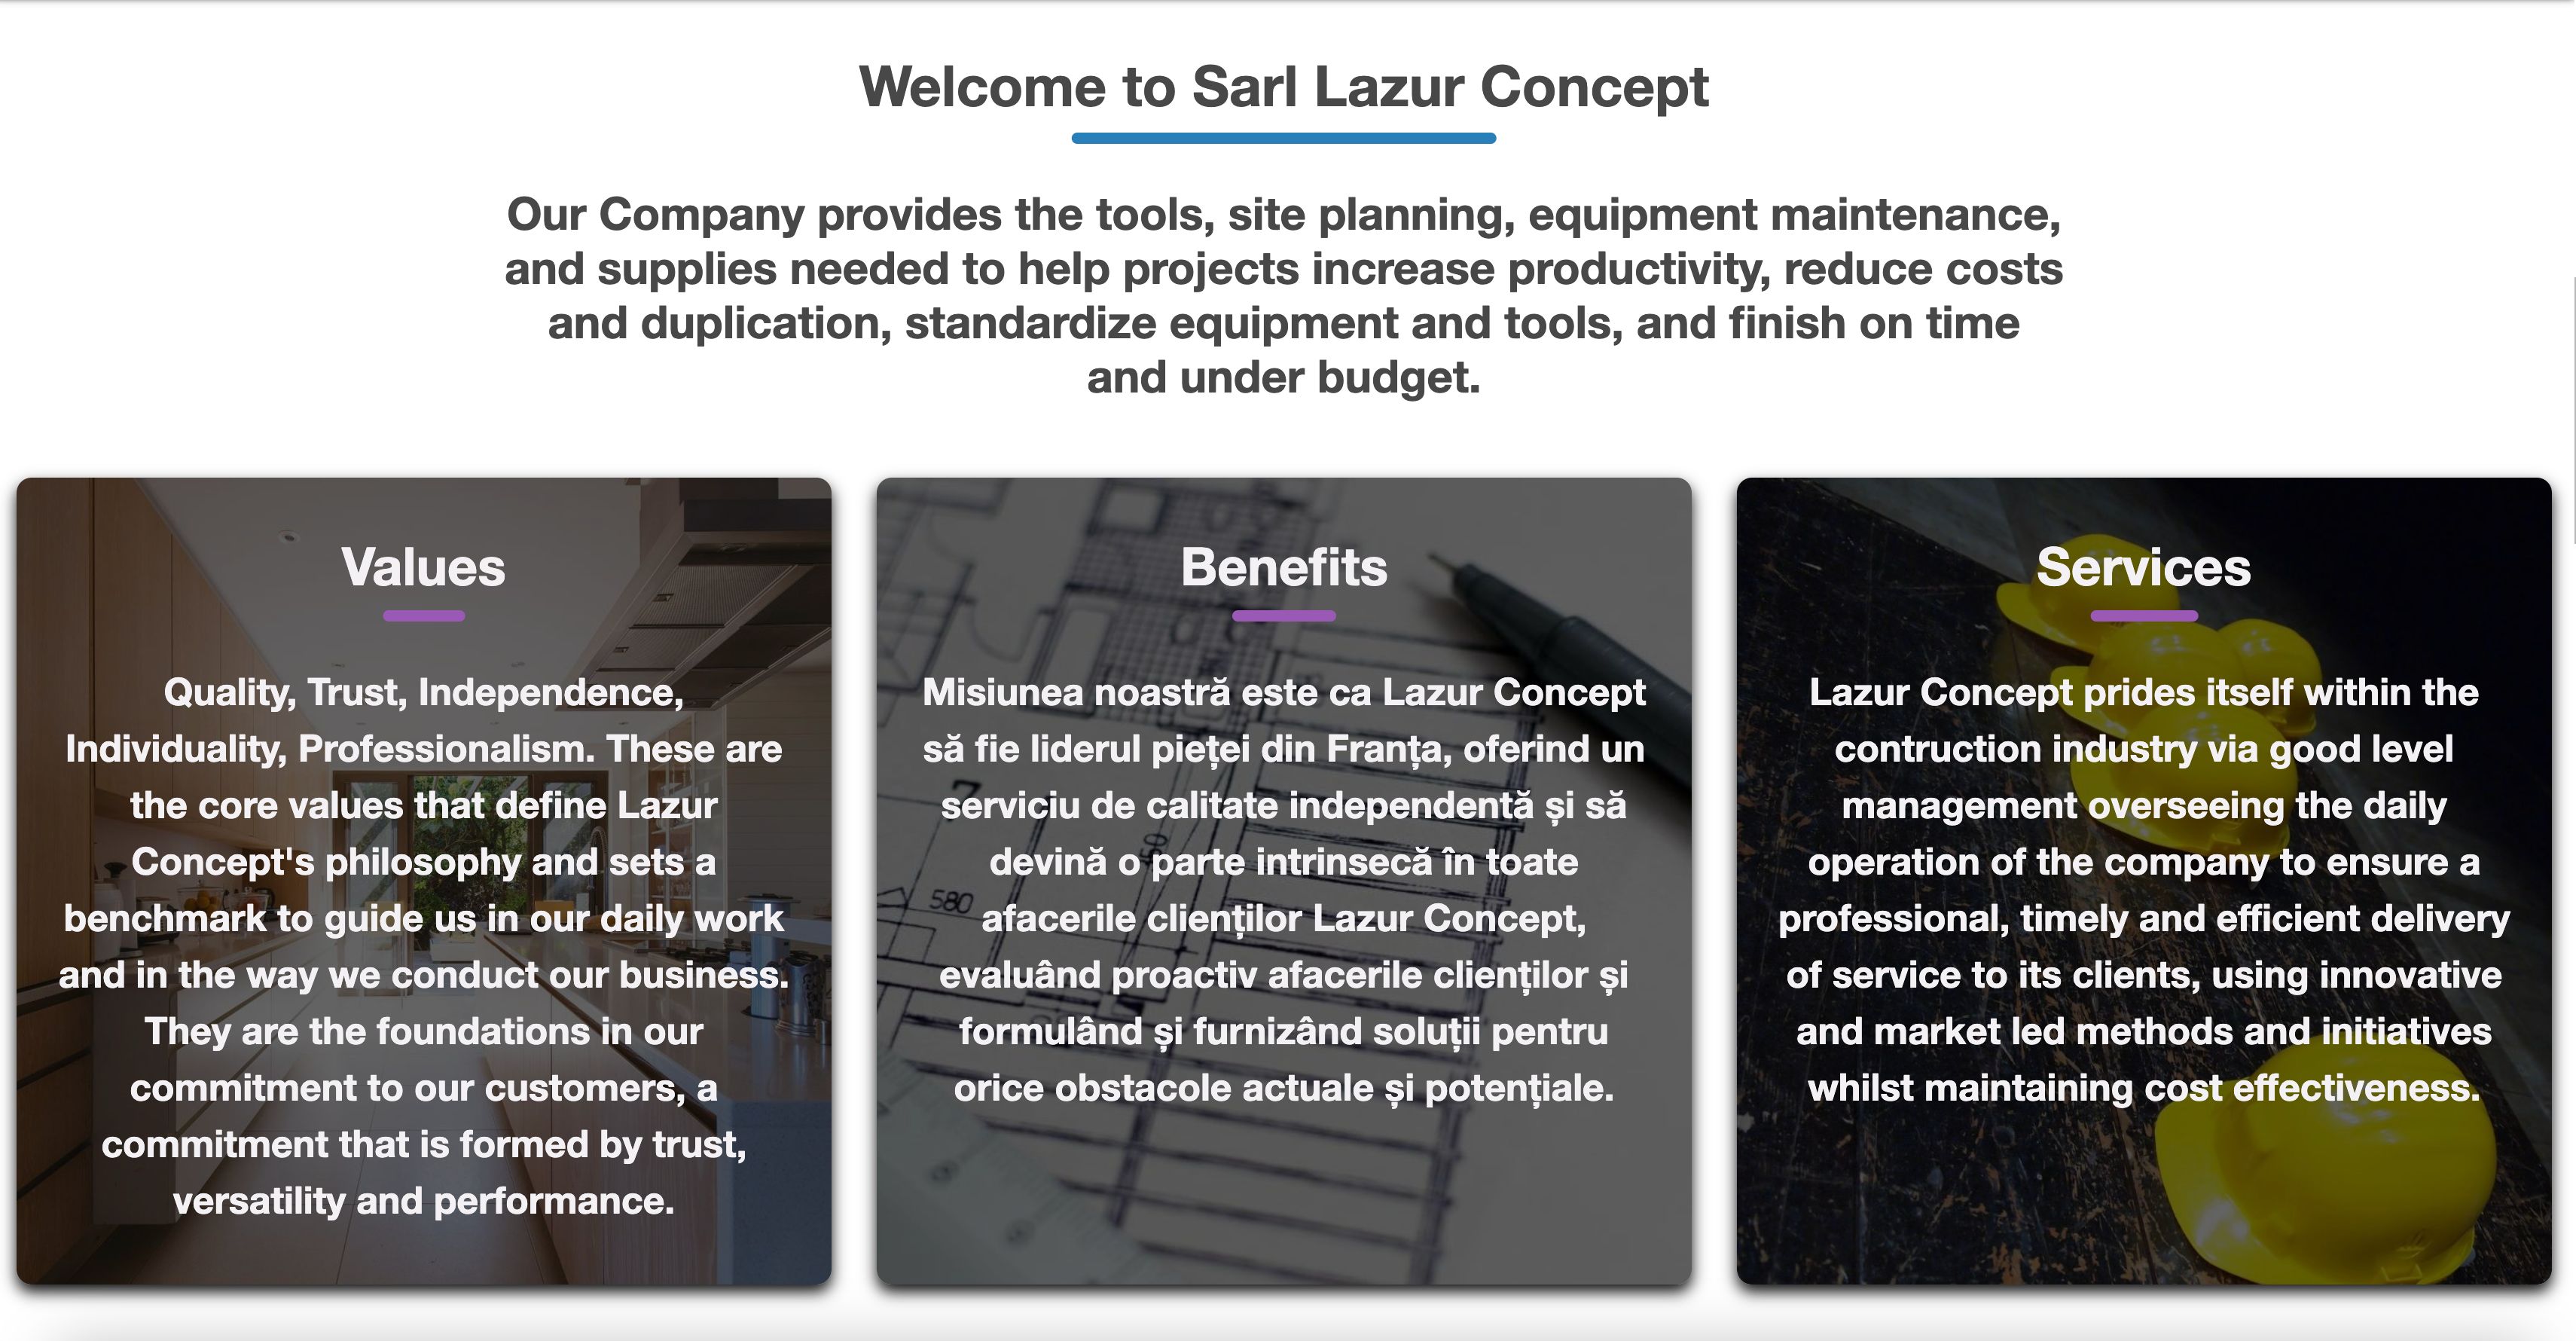 Welcome to Sarl Lazur Concept
Our Company provides the tools, site planning, equipment maintenance,
and supplies needed to help projects increase productivity, reduce costs
and duplication, standardize equipment and tools, and finish on time
and under budget.
Values
Quality, Trust, Independence,
Individuality, Professionalism. These are
the core values that define Lazur
Concept's philosophy and sets a
benchmark to guide us in our daily work
and in the way we conduct our business.
They are the foundations in our
commitment to our customers, a
commitment that is formed by trust,
versatility and performance.
Benefits
Misiunea noastră este ca Lazur Concept
să fie liderul pieței din Franța, oferind un
serviciu de calitate independentă și să
devină o parte intrinsecă în toate
afacerile clienților Lazur Concept,
evaluând proactiv afacerile clienților și
formulând și furnizând soluții pentru
orice obstacole actuale și potențiale.
580
Services
Lazur Concept prides itself within the
contruction industry via good level
management overseeing the daily
operation of the company to ensure a
professional, timely and efficient delivery
of service to its clients, using innovative
and market led methods and initiatives
whilst maintaining cost effectiveness.